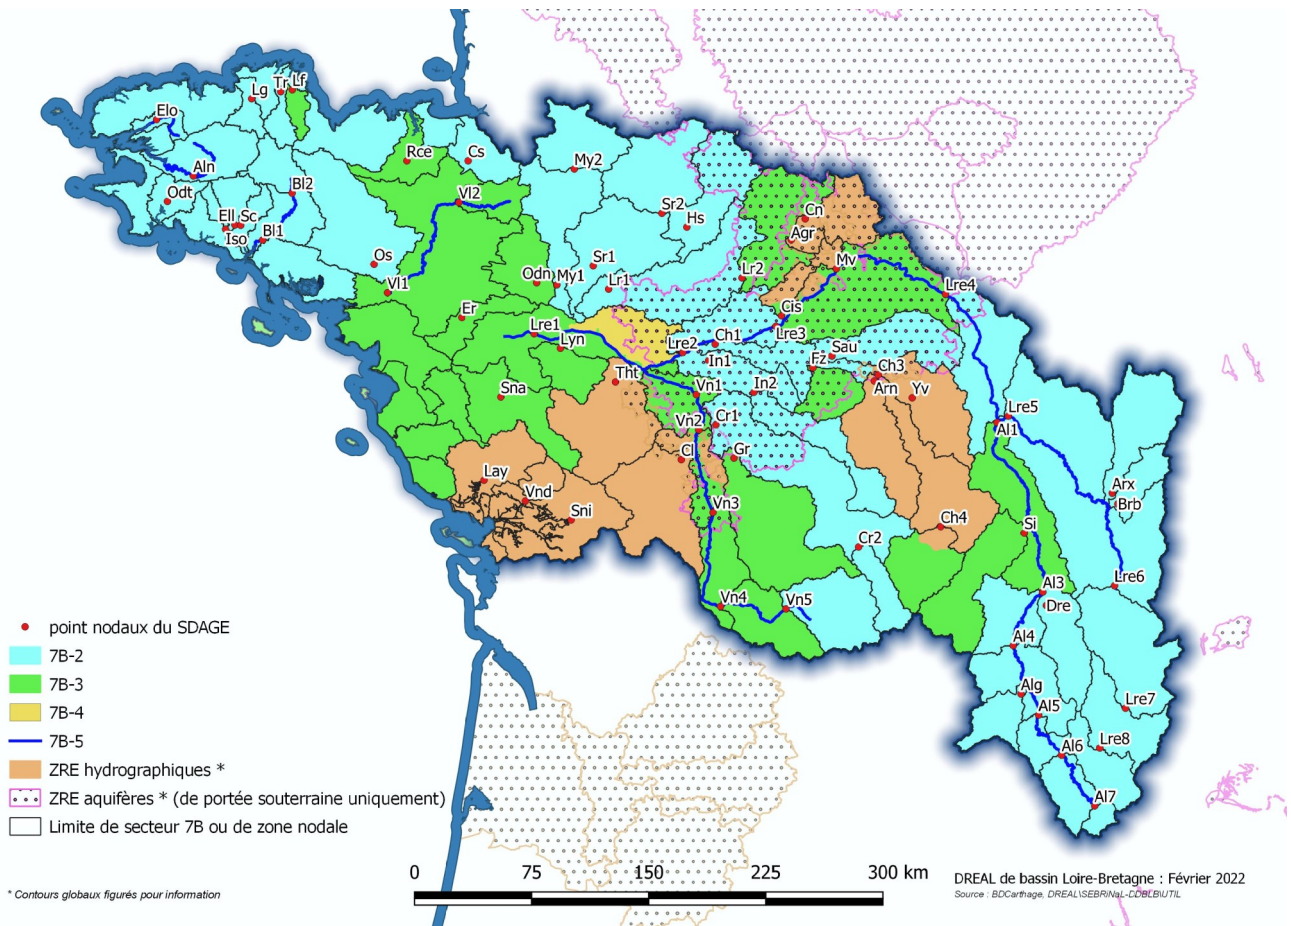 Elo
Lg
Tr
Lf
Aln
Odt
Bl2
Ell
Sc
Iso
Bl1
Rce
Cs
Vl2
My2
Sr2
Hs
Cn
Agr
Os
Vl1
Odn
My1
Sr1
Lr1
Lr2
Mv
Lre4
Er
Lre1
Lyn
Cis
Lre3
Ch1
Lre2
In1
Sau
Fz
Ch3
Arn
Yv
Tht
Sna
Vn1
In2
Cr1
Vn2
Lre5
Al1
Cl
Gr
Lay
Vnd
Sni
Vn3
Arx
Brb
Ch4
Si
Cr2
Lre6
Al3
Dre
Vn4
Vn5
Al4
Alg
Al5
Lre7
Al6
Lre8
Al7
point nodaux du SDAGE
7B-2
7B-3
7B-4
7B-5
ZRE hydrographiques *
ZRE aquifères * (de portée souterraine uniquement)
Limite de secteur 7B ou de zone nodale
0 75 150 225 300 km
* Contours globaux figurés pour information
DREAL de bassin Loire-Bretagne : Février 2022
Source : BDCarthage, DREAL\SEBRiNaL-DDBLB\UTIL